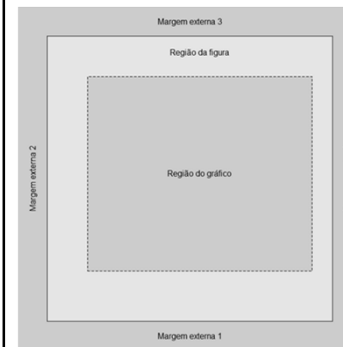 Margem externa 3
Região da figura
Margem externa 2
Região do gráfico
Margem externa 1